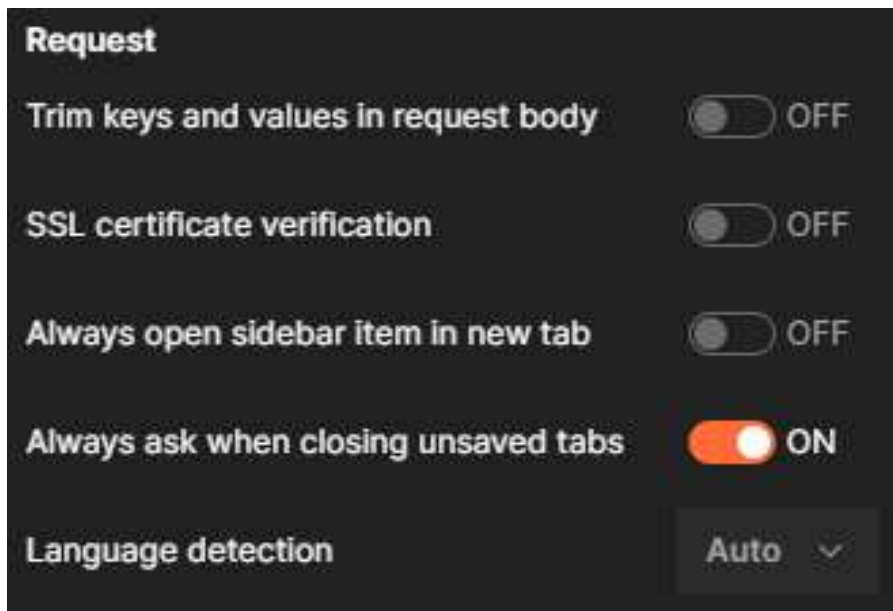 Request
Trim keys and values in request body OFF
SSL certificate verification OFF
Always open sidebar item in new tab OFF
Always ask when closing unsaved tabs ON
Language detection Auto